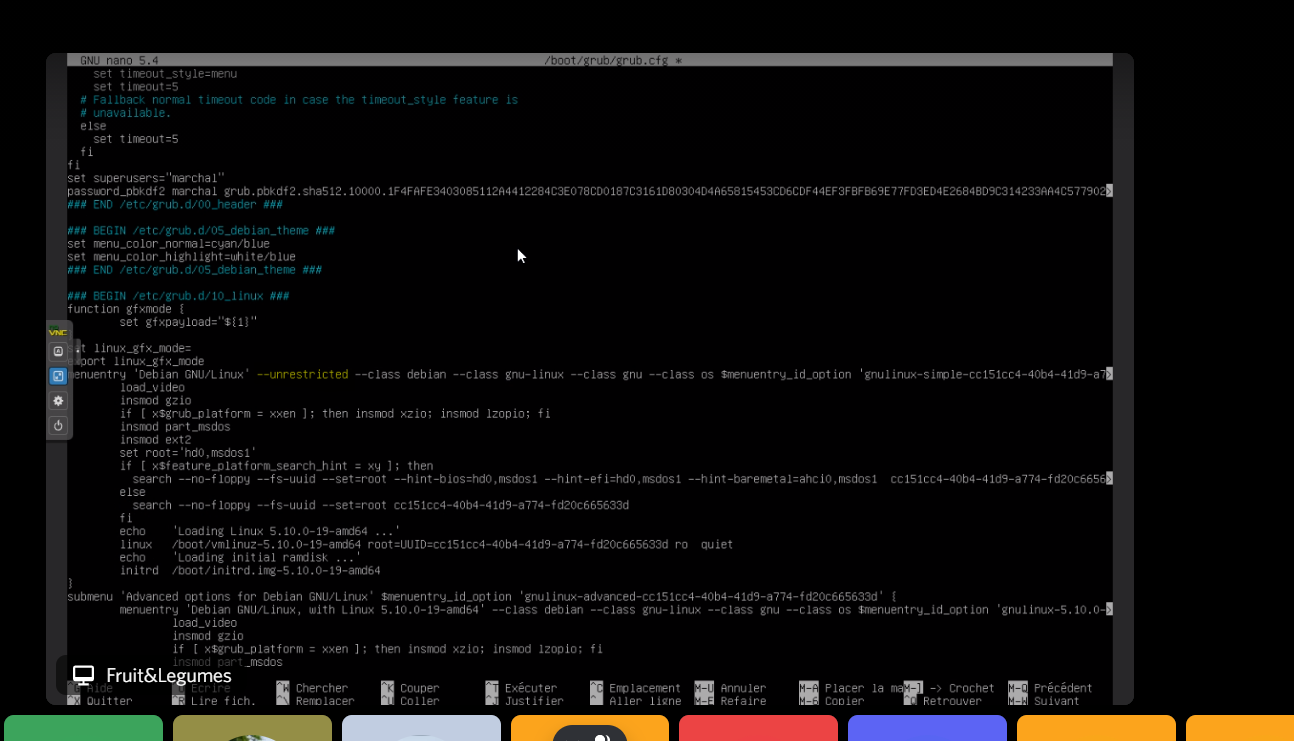 GNU nano 5.4 /boot/grub/grub.cfg *
set timeout_style=menu
set timeout=5
# Fallback normal timeout code in case the timeout_style feature is
# unavailable.
else
set timeout=5
fi
fi
set superusers="marchal"
password_pbkdf2 marchal grub.pbkdf2.sha512.10000.1F4FAFE3403085112A4412284C3E078CD0187C3161D80304D4A65815453CD6CDF44EF3FBFB69E77FD3ED4E2684BD9C314233AA4C577902>
### END /etc/grub.d/00_header ###
### BEGIN /etc/grub.d/05_debian_theme ###
set menu_color_normal=cyan/blue
set menu_color_highlight=white/blue
### END /etc/grub.d/05_debian_theme ###
### BEGIN /etc/grub.d/10_linux ###
function gfxmode {
set gfxpayload="${1}"
VNC
t linux_gfx_mode=
port linux_gfx_mode
menuentry 'Debian GNU/Linux' --unrestricted --class debian --class gnu-linux --class gnu --class os $menuentry_id_option 'gnulinux-simple-cc151cc4-40b4-41d9-a7>
load_video
insmod gzio
if [ x$grub_platform = xxen ]; then insmod xzio; insmod lzopio; fi
insmod part_msdos
insmod ext2
set root='hd0,msdos1'
if [ x$feature_platform_search_hint = xy ]; then
search --no-floppy --fs-uuid --set=root --hint-bios=hd0,msdos1 --hint-efi=hd0,msdos1 --hint-baremetal=ahci0,msdos1  cc151cc4-40b4-41d9-a774-fd20c6656>
else
search --no-floppy --fs-uuid --set=root cc151cc4-40b4-41d9-a774-fd20c665633d
fi
echo    'Loading Linux 5.10.0-19-amd64 ...'
linux   /boot/vmlinuz-5.10.0-19-amd64 root=UUID=cc151cc4-40b4-41d9-a774-fd20c665633d ro  quiet
echo    'Loading initial ramdisk ...'
initrd  /boot/initrd.img-5.10.0-19-amd64
}
submenu 'Advanced options for Debian GNU/Linux' $menuentry_id_option 'gnulinux-advanced-cc151cc4-40b4-41d9-a774-fd20c665633d' {
menuentry 'Debian GNU/Linux, with Linux 5.10.0-19-amd64' --class debian --class gnu-linux --class gnu --class os $menuentry_id_option 'gnulinux-5.10.0->
load_video
insmod gzio
if [ x$grub_platform = xxen ]; then insmod xzio; insmod lzopio; fi
insmod part_msdos
Fruit&Legumes
^G Aide ^O Écrire ^W Chercher ^K Couper ^T Exécuter ^C Emplacement M-U Annuler M-A Placer la ma M-] -> Crochet M-Q Précédent
^X Quitter ^R Lire fich. ^\ Remplacer ^U Coller ^J Justifier ^_ Aller ligne M-E Refaire M-6 Copier ^Q Retrouver M-W Suivant